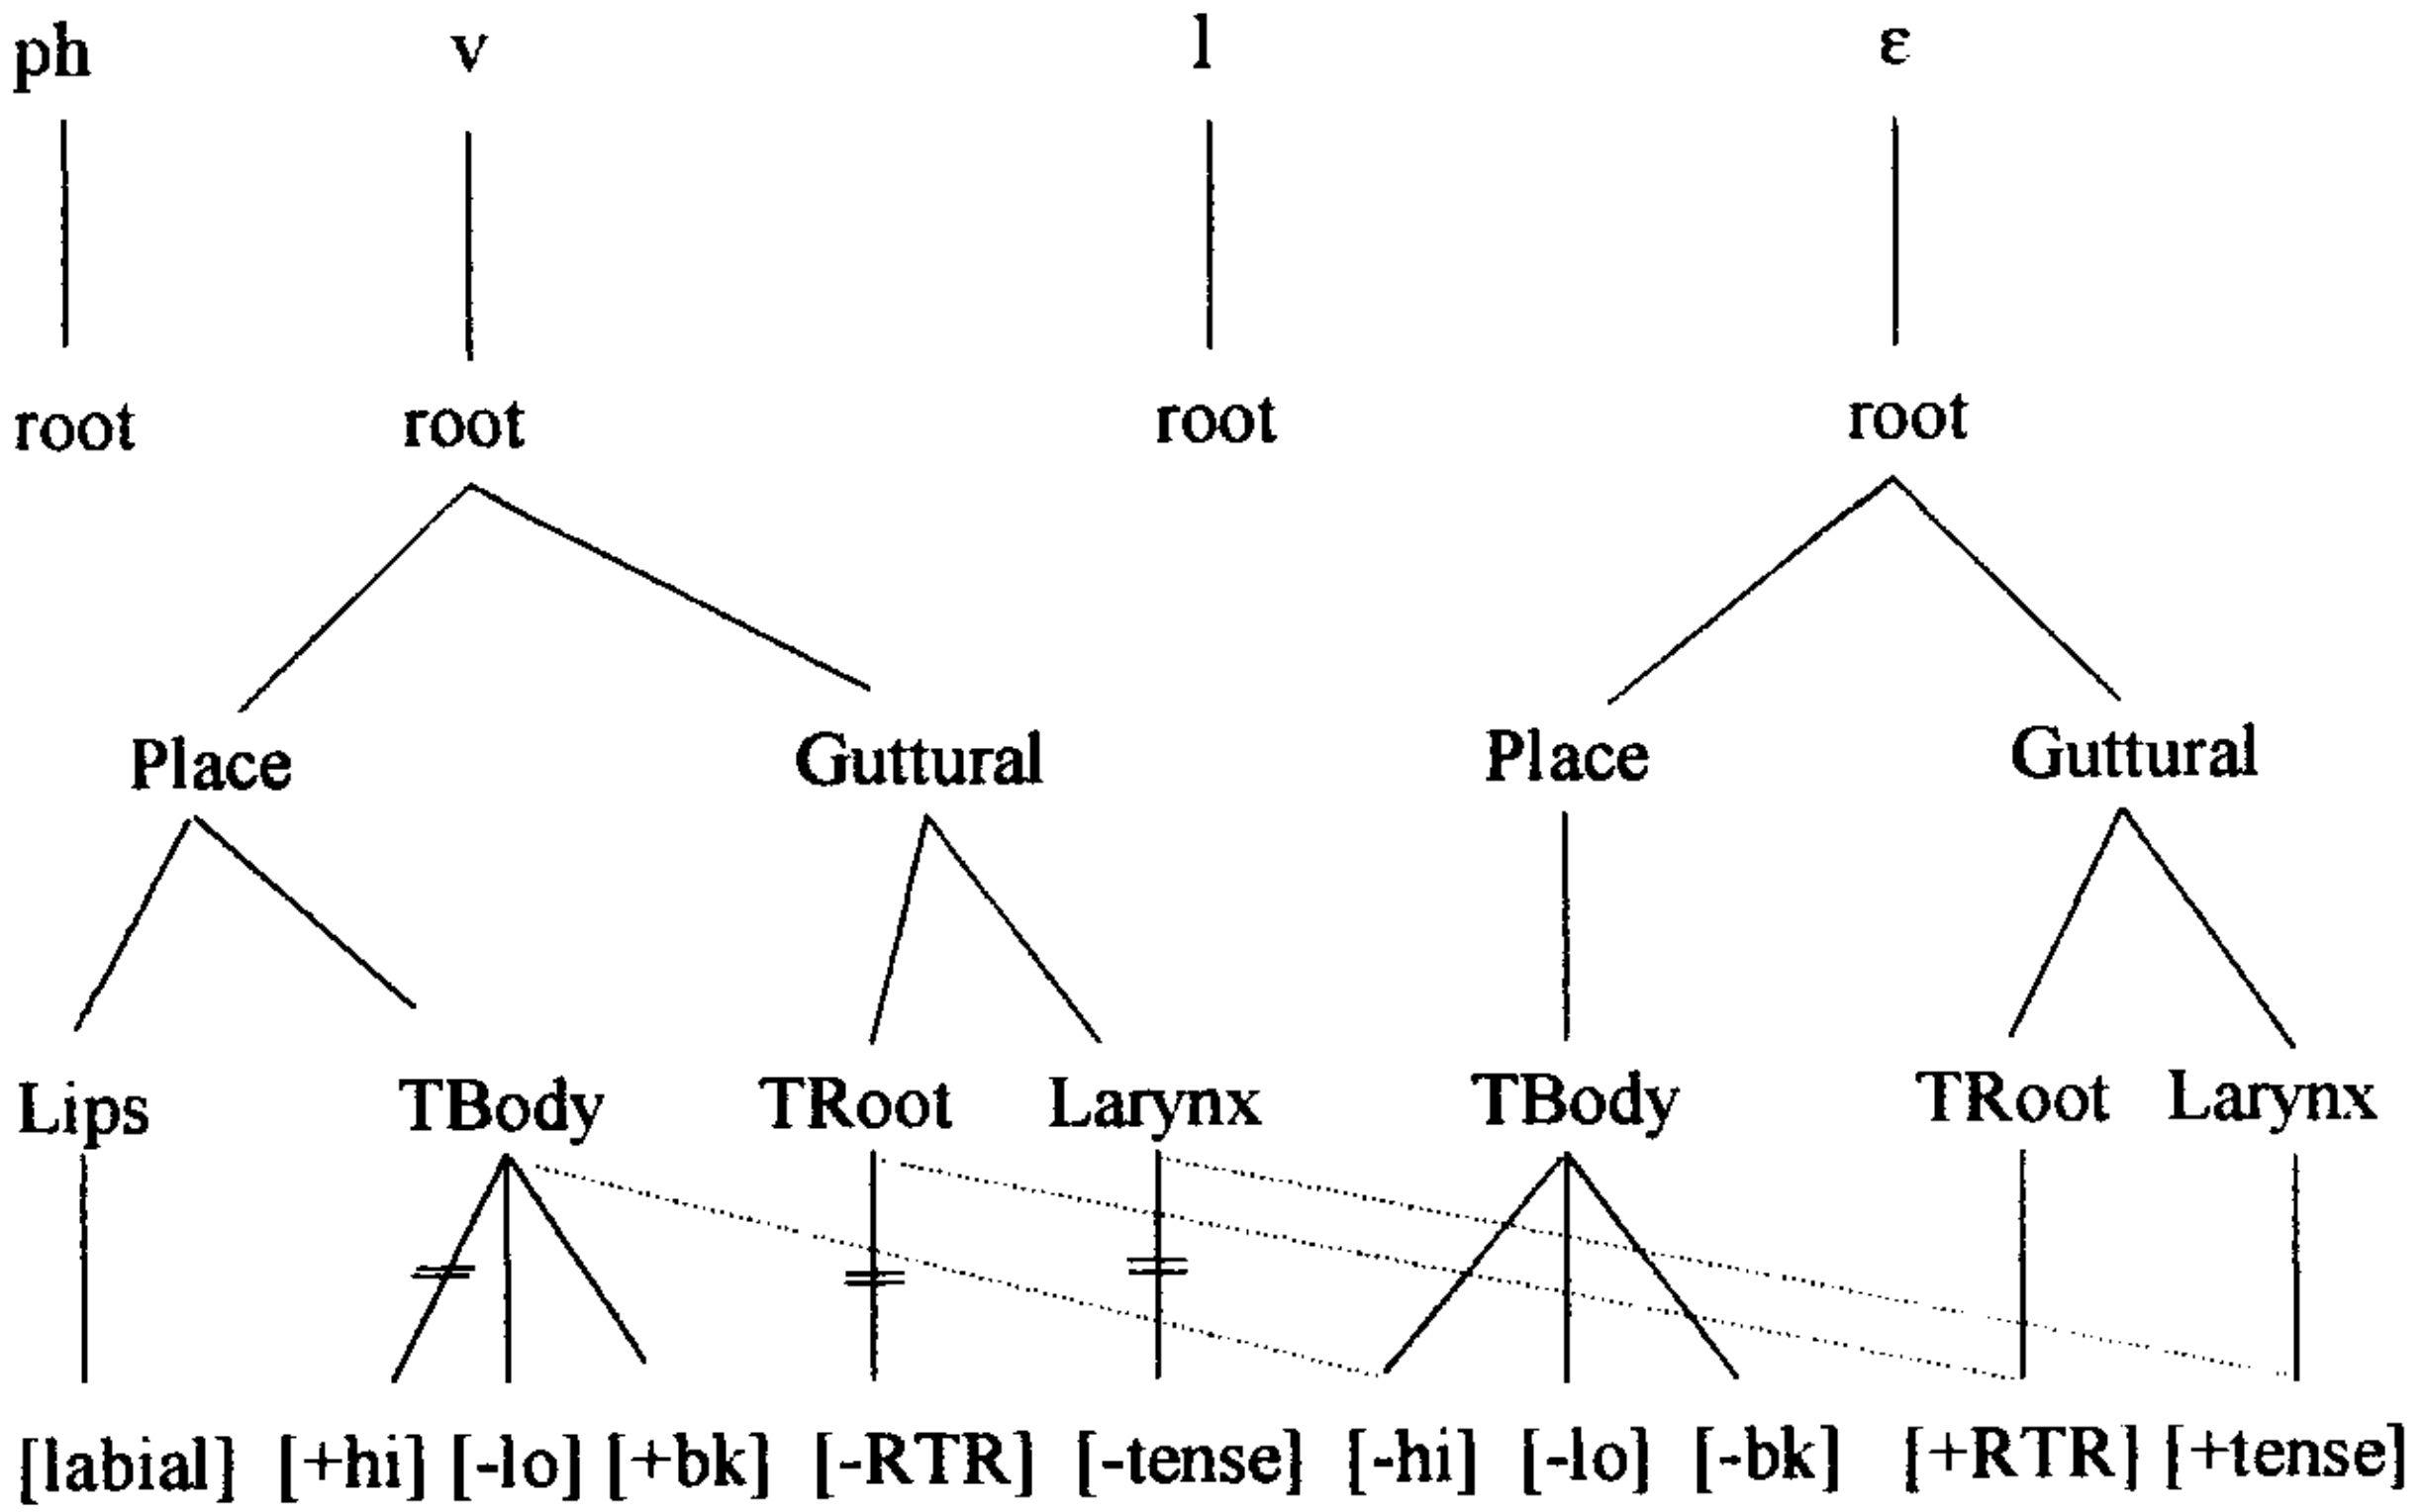 ph v l ε
root root root root
Place Guttural Place Guttural
Lips TBody TRoot Larynx TBody TRoot Larynx
[labial] [+hi] [-lo] [+bk] [-RTR] [-tense] [-hi] [-lo] [-bk] [+RTR] [+tense]